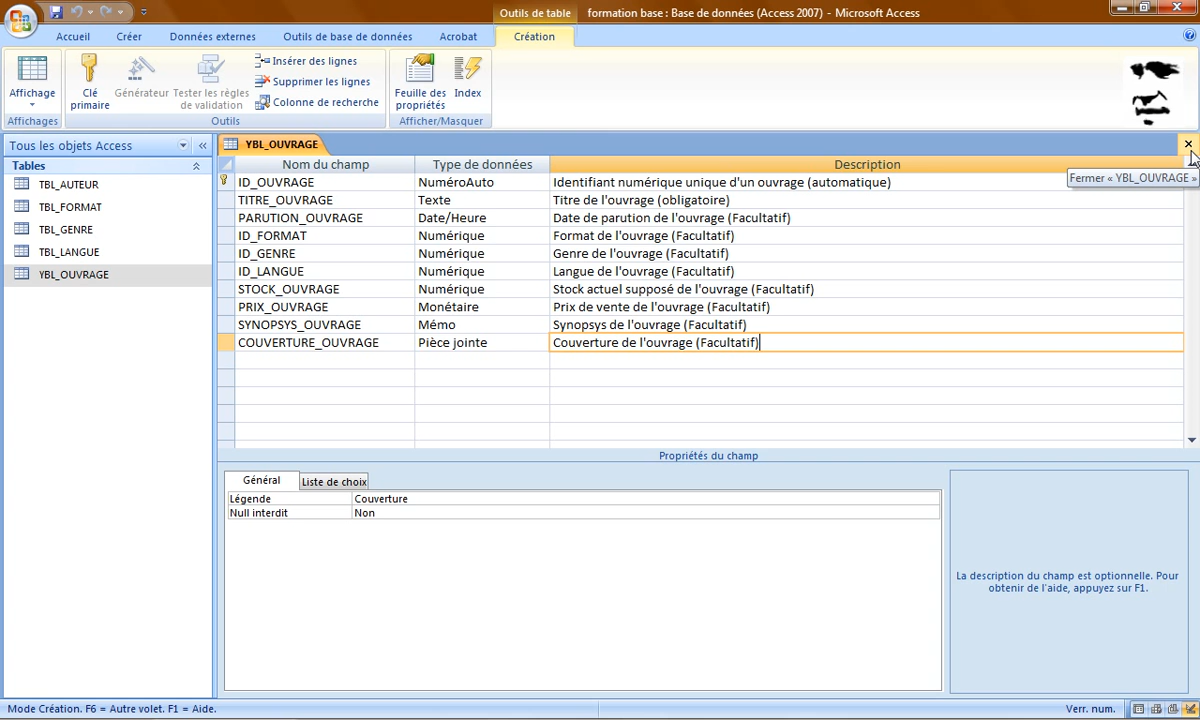 Outils de table
formation base : Base de données (Access 2007) - Microsoft Access
Accueil
Créer
Données externes
Outils de base de données
Acrobat
Création
Affichage
Affichages
Clé primaire
Générateur
Tester les règles de validation
Insérer des lignes
Supprimer les lignes
Colonne de recherche
Outils
Feuille des propriétés
Index
Afficher/Masquer
Tous les objets Access
Tables
TBL_AUTEUR
TBL_FORMAT
TBL_GENRE
TBL_LANGUE
YBL_OUVRAGE
YBL_OUVRAGE
Fermer « YBL_OUVRAGE »
Nom du champ Type de données Description
ID_OUVRAGE NuméroAuto Identifiant numérique unique d'un ouvrage (automatique)
TITRE_OUVRAGE Texte Titre de l'ouvrage (obligatoire)
PARUTION_OUVRAGE Date/Heure Date de parution de l'ouvrage (Facultatif)
ID_FORMAT Numérique Format de l'ouvrage (Facultatif)
ID_GENRE Numérique Genre de l'ouvrage (Facultatif)
ID_LANGUE Numérique Langue de l'ouvrage (Facultatif)
STOCK_OUVRAGE Numérique Stock actuel supposé de l'ouvrage (Facultatif)
PRIX_OUVRAGE Monétaire Prix de vente de l'ouvrage (Facultatif)
SYNOPSYS_OUVRAGE Mémo Synopsys de l'ouvrage (Facultatif)
COUVERTURE_OUVRAGE Pièce jointe Couverture de l'ouvrage (Facultatif)
Propriétés du champ
Général
Liste de choix
Légende Couverture
Null interdit Non
La description du champ est optionnelle. Pour
obtenir de l'aide, appuyez sur F1.
Mode Création. F6 = Autre volet. F1 = Aide.
Verr. num.